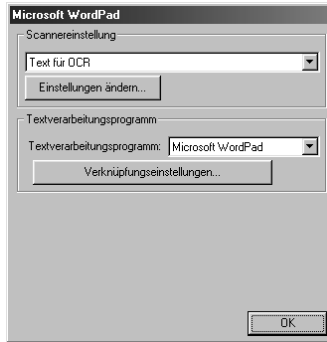 Microsoft WordPad
Scannereinstellung
Text für OCR
Einstellungen ändern...
Textverarbeitungsprogramm
Textverarbeitungsprogramm: Microsoft WordPad
Verknüpfungseinstellungen...
OK